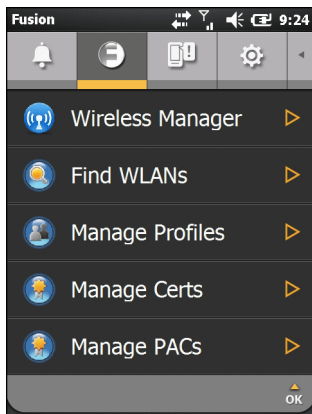 Fusion 9:24
Wireless Manager
Find WLANs
Manage Profiles
Manage Certs
Manage PACs
OK